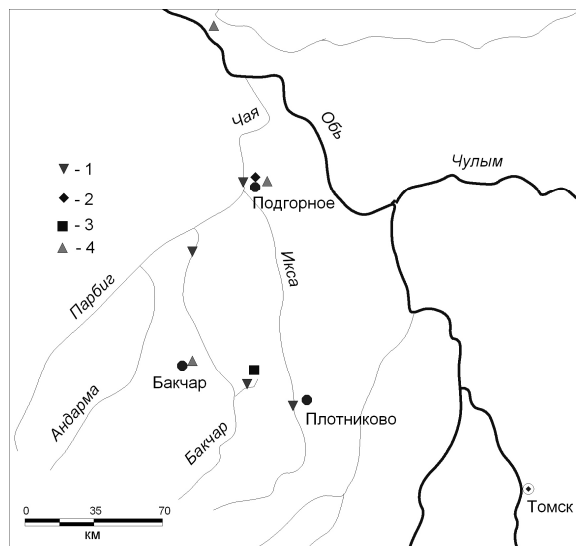 Чая
Обь
Чулым
- 1
- 2
- 3
- 4
Подгорное
Икса
Парбиг
Андарма
Бакчар
Бакчар
Плотниково
Томск
0 35 70
км